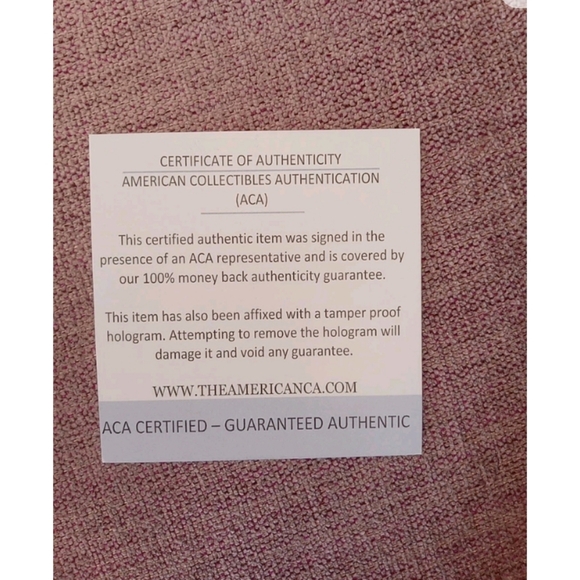 CERTIFICATE OF AUTHENTICITY
AMERICAN COLLECTIBLES AUTHENTICATION
(ACA)
This certified authentic item was signed in the
presence of an ACA representative and is covered by
our 100% money back authenticity guarantee.
This item has also been affixed with a tamper proof
hologram. Attempting to remove the hologram will
damage it and void any guarantee.
WWW.THEAMERICANCA.COM
ACA CERTIFIED – GUARANTEED AUTHENTIC